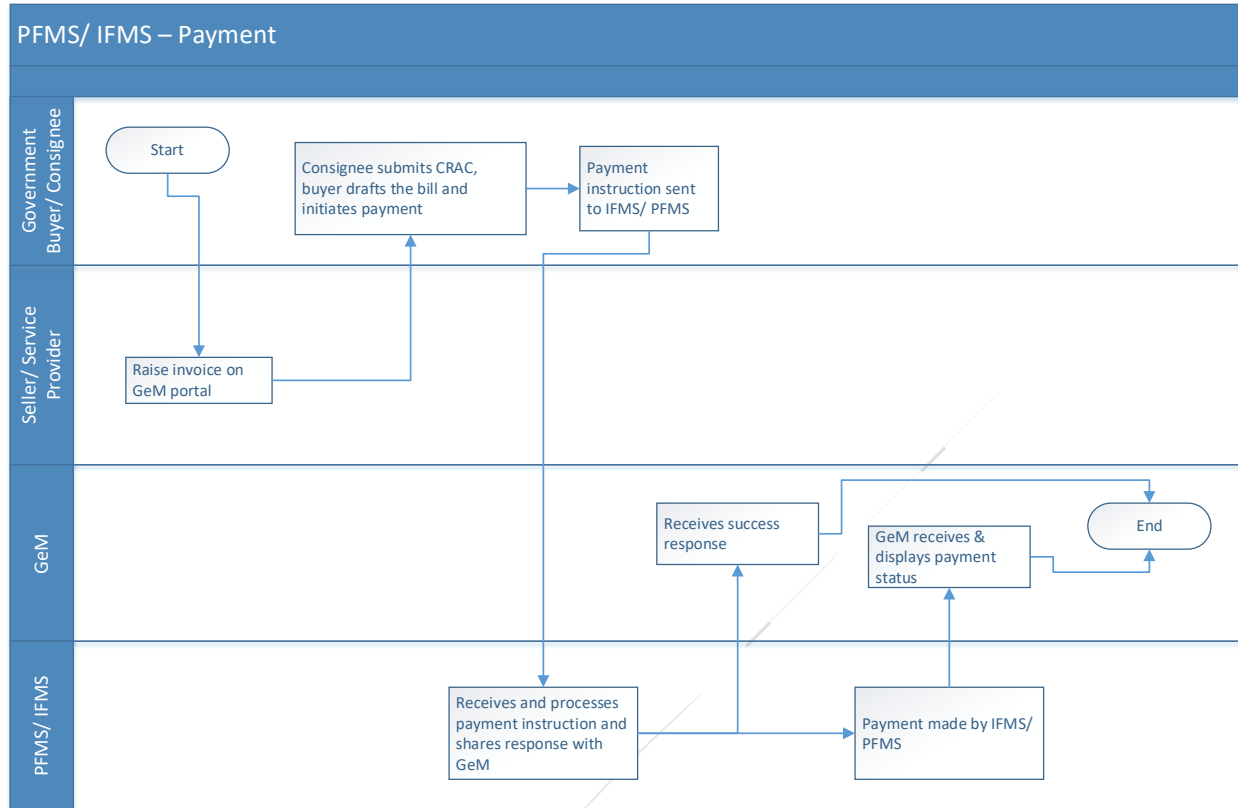 PFMS/ IFMS – Payment
Government
Buyer/ Consignee
Start
Consignee submits CRAC,
buyer drafts the bill and
initiates payment
Payment
instruction sent
to IFMS/ PFMS
Seller/ Service
Provider
Raise invoice on
GeM portal
GeM
Receives success
response
GeM receives &
displays payment
status
End
PFMS/ IFMS
Receives and processes
payment instruction and
shares response with
GeM
Payment made by IFMS/
PFMS